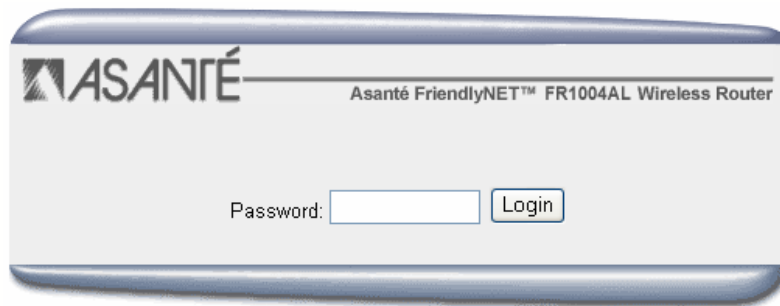 ASANTÉ
Asanté FriendlyNET™ FR1004AL Wireless Router
Password:
Login